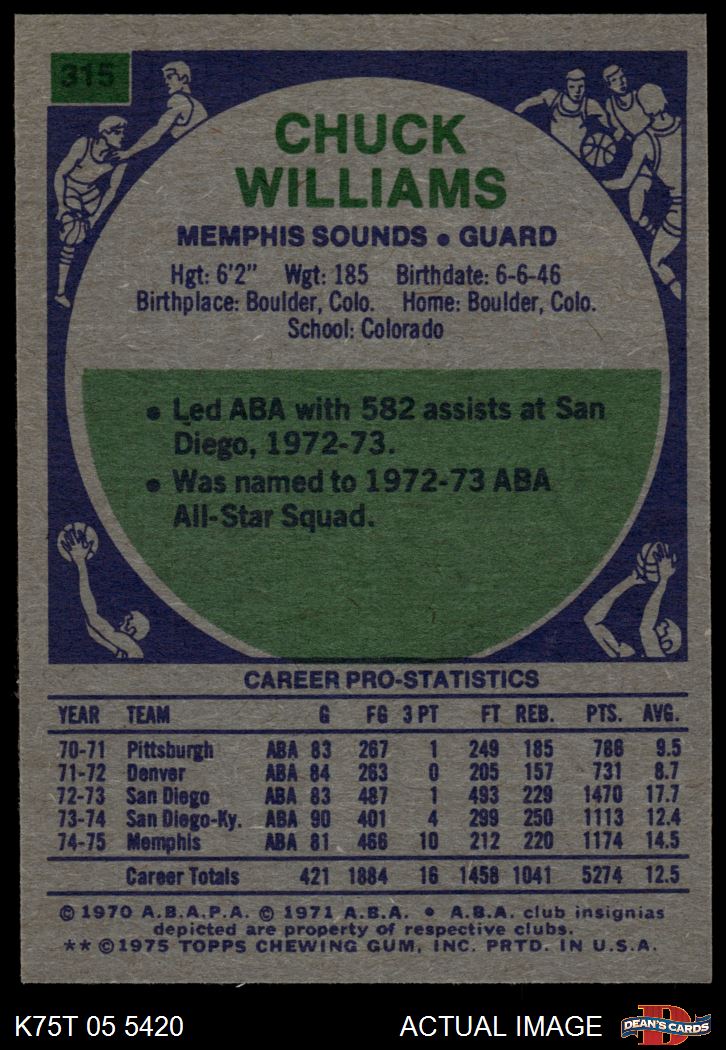 315
CHUCK
WILLIAMS
MEMPHIS SOUNDS • GUARD
Hgt: 6'2" Wgt: 185 Birthdate: 6-6-46
Birthplace: Boulder, Colo. Home: Boulder, Colo.
School: Colorado
• Led ABA with 582 assists at San
Diego, 1972-73.
• Was named to 1972-73 ABA
All-Star Squad.
CAREER PRO-STATISTICS
YEAR TEAM G FG 3 PT FT REB. PTS. AVG.
70-71 Pittsburgh ABA 83 267 1 249 185 786 9.5
71-72 Denver ABA 84 263 0 205 157 731 8.7
72-73 San Diego ABA 83 487 1 493 229 1470 17.7
73-74 San Diego-Ky. ABA 90 401 4 299 250 1113 12.4
74-75 Memphis ABA 81 466 10 212 220 1174 14.5
Career Totals 421 1884 16 1458 1041 5274 12.5
© 1970 A.B.A.P.A. © 1971 A.B.A. • A.B.A. club insignias
depicted are property of respective clubs.
** © 1975 TOPPS CHEWING GUM, INC. PRTD. IN U.S.A.
K75T 05 5420 ACTUAL IMAGE
D
DEAN'S CARDS